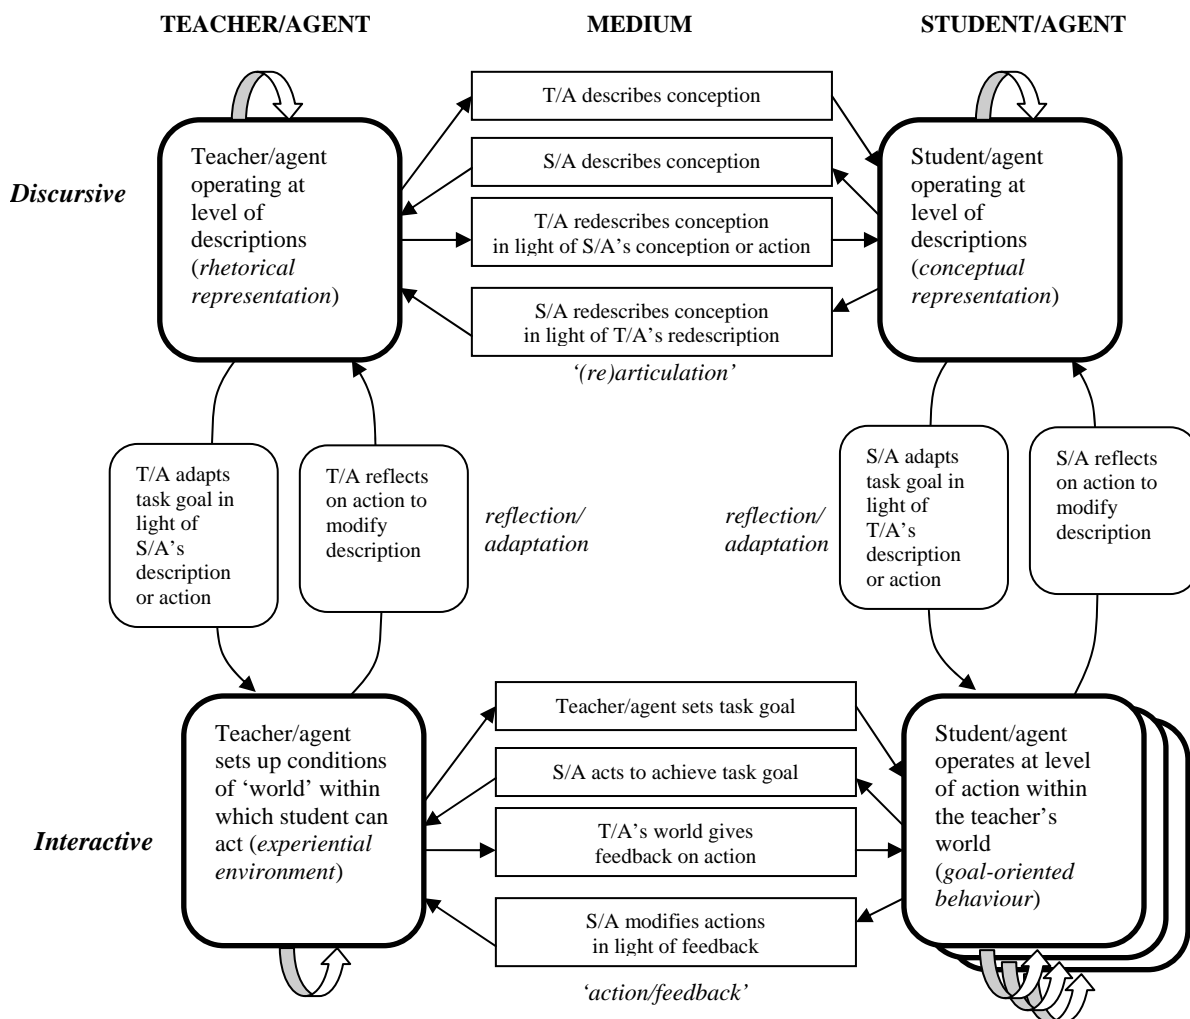 TEACHER/AGENT
MEDIUM
STUDENT/AGENT
Discursive
Teacher/agent
operating at
level of
descriptions
(rhetorical
representation)
T/A describes conception
S/A describes conception
T/A redescribes conception
in light of S/A's conception or action
S/A redescribes conception
in light of T/A's redescription
'(re)articulation'
Student/agent
operating at
level of
descriptions
(conceptual
representation)
T/A adapts
task goal in
light of
S/A's
description
or action
T/A reflects
on action to
modify
description
reflection/
adaptation
reflection/
adaptation
S/A adapts
task goal in
light of
T/A's
description
or action
S/A reflects
on action to
modify
description
Interactive
Teacher/agent
sets up conditions
of 'world' within
which student can
act (experiential
environment)
Teacher/agent sets task goal
S/A acts to achieve task goal
T/A's world gives
feedback on action
S/A modifies actions
in light of feedback
'action/feedback'
Student/agent
operates at level
of action within
the teacher's
world
(goal-oriented
behaviour)